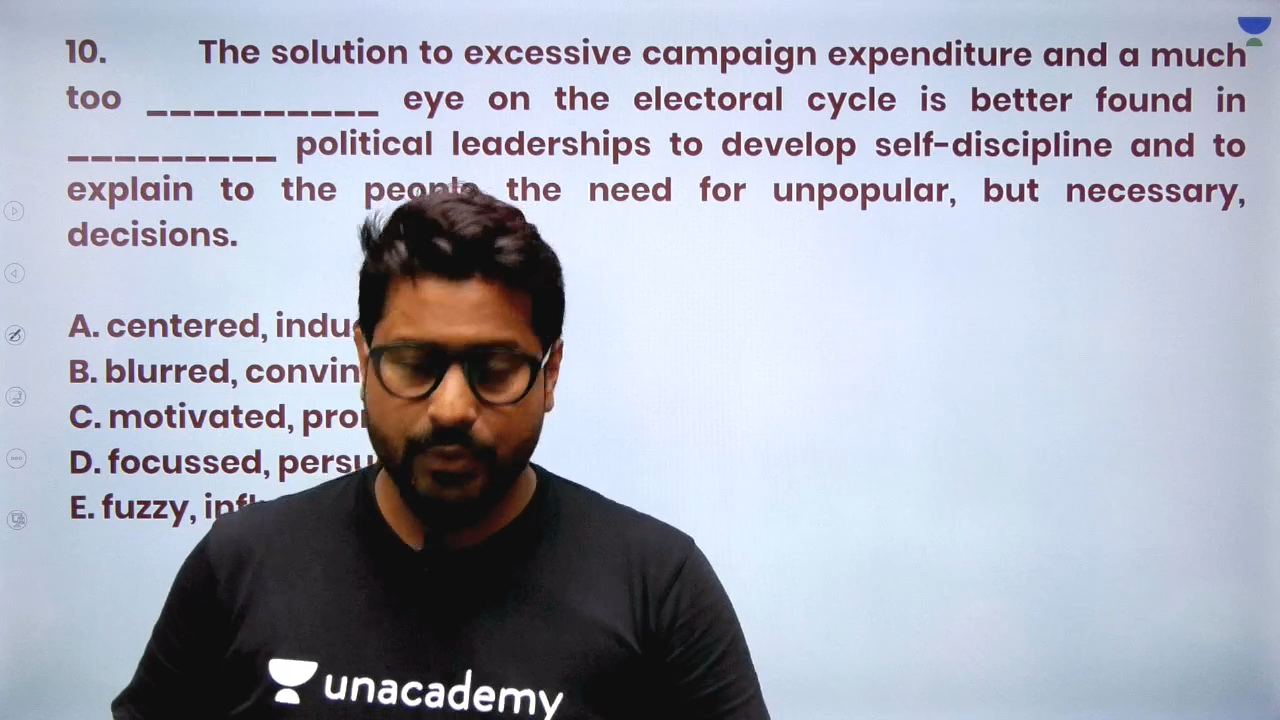 10. The solution to excessive campaign expenditure and a much
too __________ eye on the electoral cycle is better found in
_________ political leaderships to develop self-discipline and to
explain to the people the need for unpopular, but necessary,
decisions.
A. centered,
B. blurred,
C. motivated,
D. focussed,
E. fuzzy,
unacademy